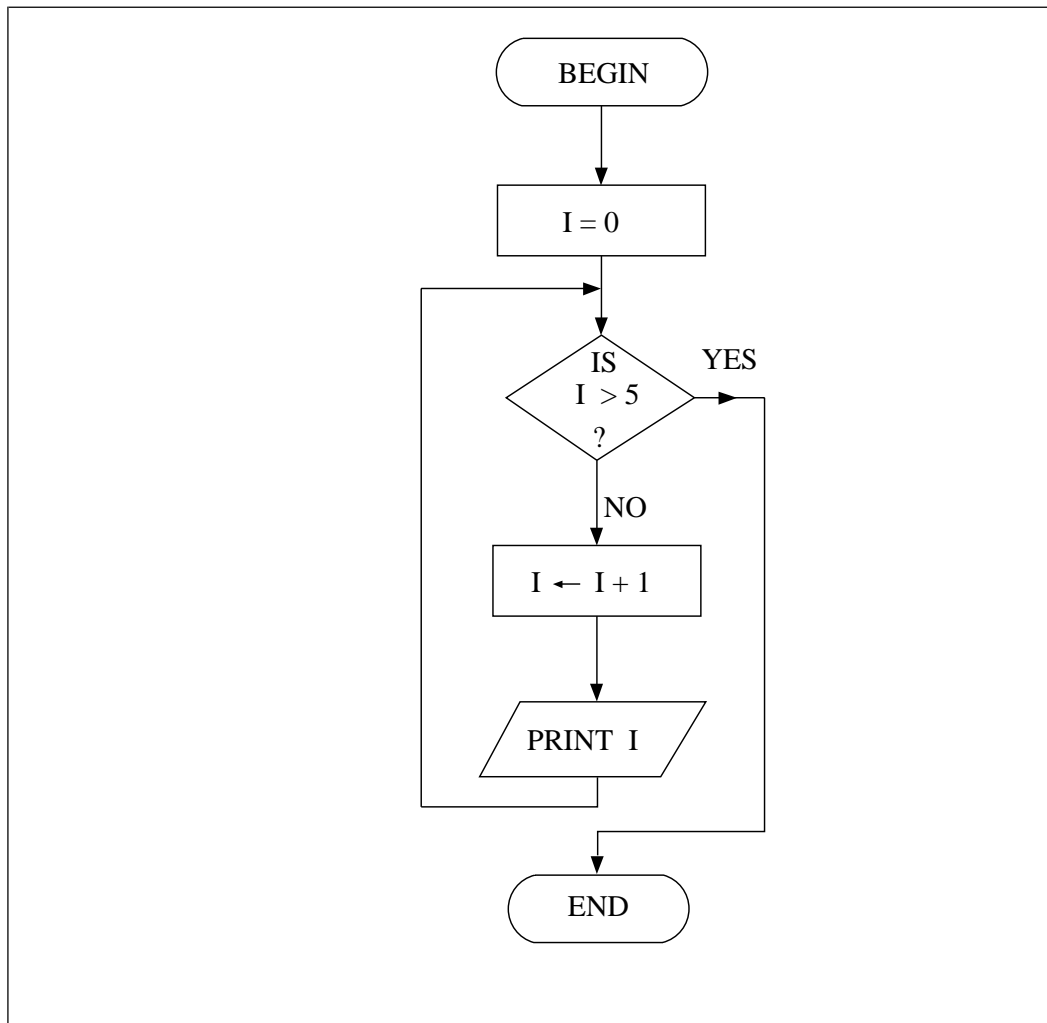 BEGIN
I = 0
IS
I > 5
?
YES
NO
I ← I + 1
PRINT I
END